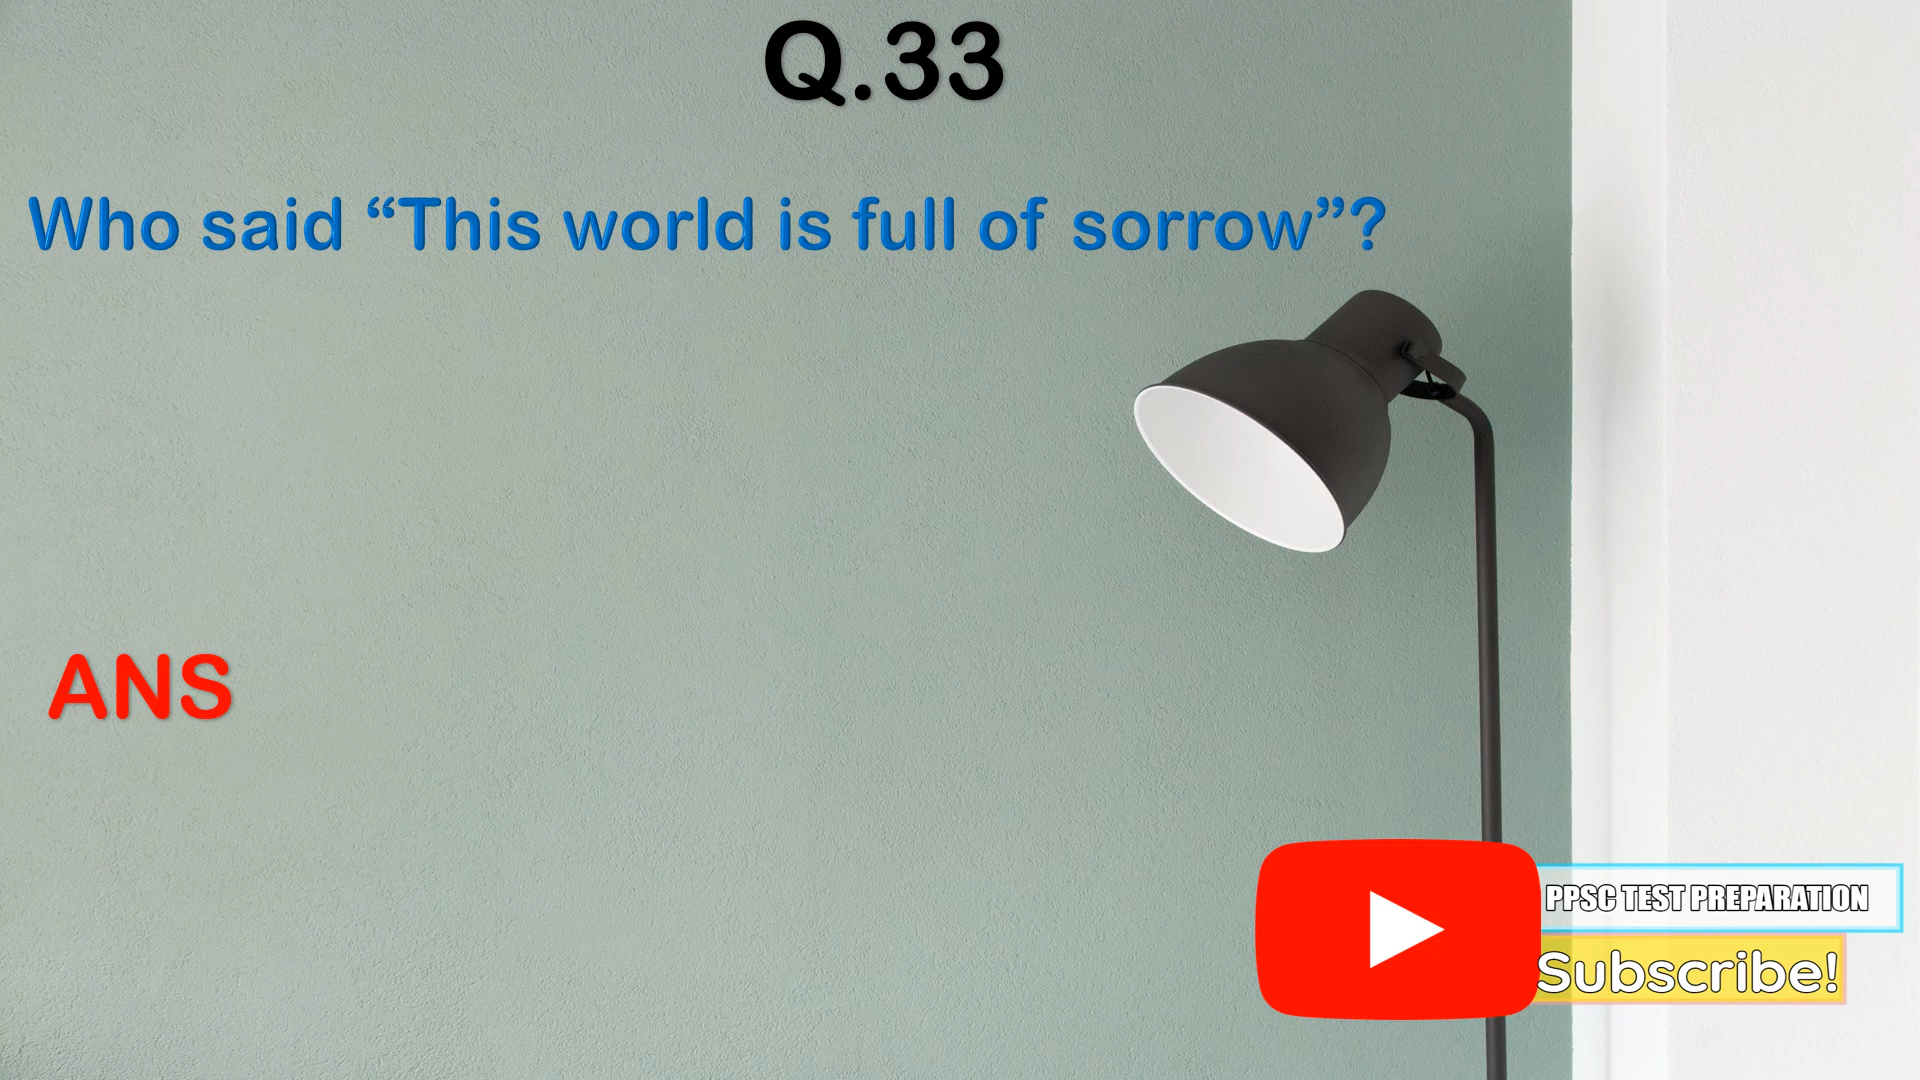 Q.33
Who said “This world is full of sorrow”?
ANS
PPSC TEST PREPARATION
Subscribe!